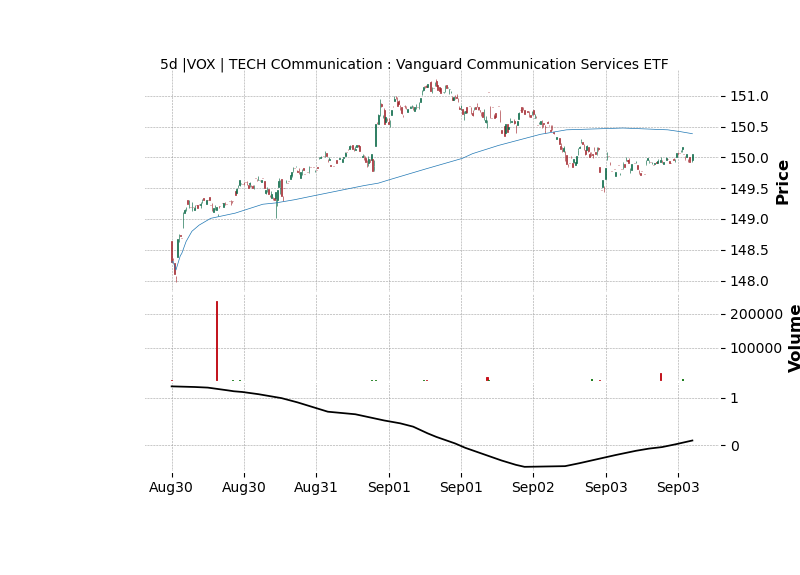 5d |VOX | TECH COmmunication : Vanguard Communication Services ETF
151.0
150.5
150.0
149.5
149.0
148.5
148.0
Price
200000
100000
Volume
1
0
Aug30 Aug30 Aug31 Sep01 Sep01 Sep02 Sep03 Sep03